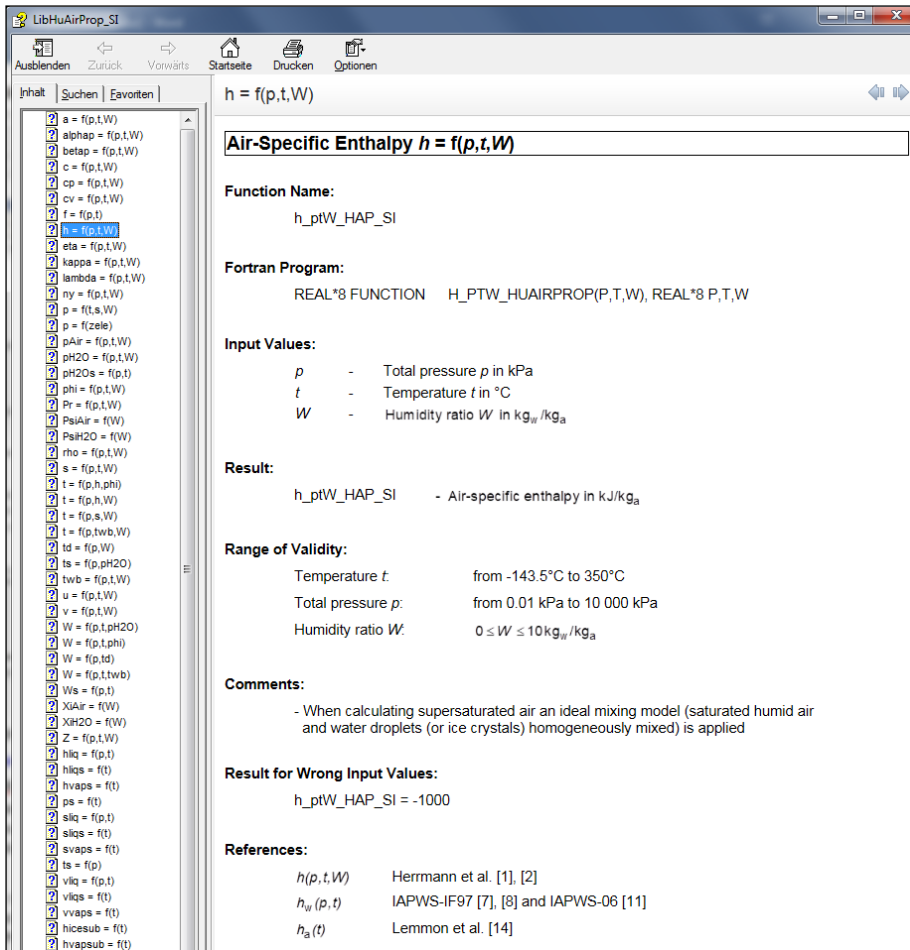 LibHuAirProp_SI
Ausblenden Zurück Vorwärts Startseite Drucken Optionen
Inhalt Suchen Favoriten
a = f(p,t,W)
alphap = f(p,t,W)
betap = f(p,t,W)
c = f(p,t,W)
cp = f(p,t,W)
cv = f(p,t,W)
f = f(p,t)
h = f(p,t,W)
eta = f(p,t,W)
kappa = f(p,t,W)
lambda = f(p,t,W)
ny = f(p,t,W)
p = f(t,s,W)
p = f(zele)
pAir = f(p,t,W)
pH2O = f(p,t,W)
pH2Os = f(p,t)
phi = f(p,t,W)
Pr = f(p,t,W)
PsiAir = f(W)
PsiH2O = f(W)
rho = f(p,t,W)
s = f(p,t,W)
t = f(p,h,phi)
t = f(p,h,W)
t = f(p,s,W)
t = f(p,twb,W)
td = f(p,W)
ts = f(p,pH2O)
twb = f(p,t,W)
u = f(p,t,W)
v = f(p,t,W)
W = f(p,t,pH2O)
W = f(p,t,phi)
W = f(p,td)
W = f(p,t,twb)
Ws = f(p,t)
XiAir = f(W)
XiH2O = f(W)
Z = f(p,t,W)
hliq = f(p,t)
hliqs = f(t)
hvaps = f(t)
ps = f(t)
sliq = f(p,t)
sliqs = f(t)
svaps = f(t)
ts = f(p)
vliq = f(p,t)
vliqs = f(t)
vvaps = f(t)
hicesub = f(t)
hvapsub = f(t)
h = f(p,t,W)
Air-Specific Enthalpy h = f(p,t,W)
Function Name:
h_ptW_HAP_SI
Fortran Program:
REAL*8 FUNCTION H_PTW_HUAIRPROP(P,T,W), REAL*8 P,T,W
Input Values:
p - Total pressure p in kPa
t - Temperature t in °C
W - Humidity ratio W in kgw/kga
Result:
h_ptW_HAP_SI - Air-specific enthalpy in kJ/kga
Range of Validity:
Temperature t: from -143.5°C to 350°C
Total pressure p: from 0.01 kPa to 10 000 kPa
Humidity ratio W: 0 ≤ W ≤ 10 kgw/kga
Comments:
- When calculating supersaturated air an ideal mixing model (saturated humid air
and water droplets (or ice crystals) homogeneously mixed) is applied
Result for Wrong Input Values:
h_ptW_HAP_SI = -1000
References:
h(p,t,W) Herrmann et al. [1], [2]
hw (p,t) IAPWS-IF97 [7], [8] and IAPWS-06 [11]
ha (t) Lemmon et al. [14]